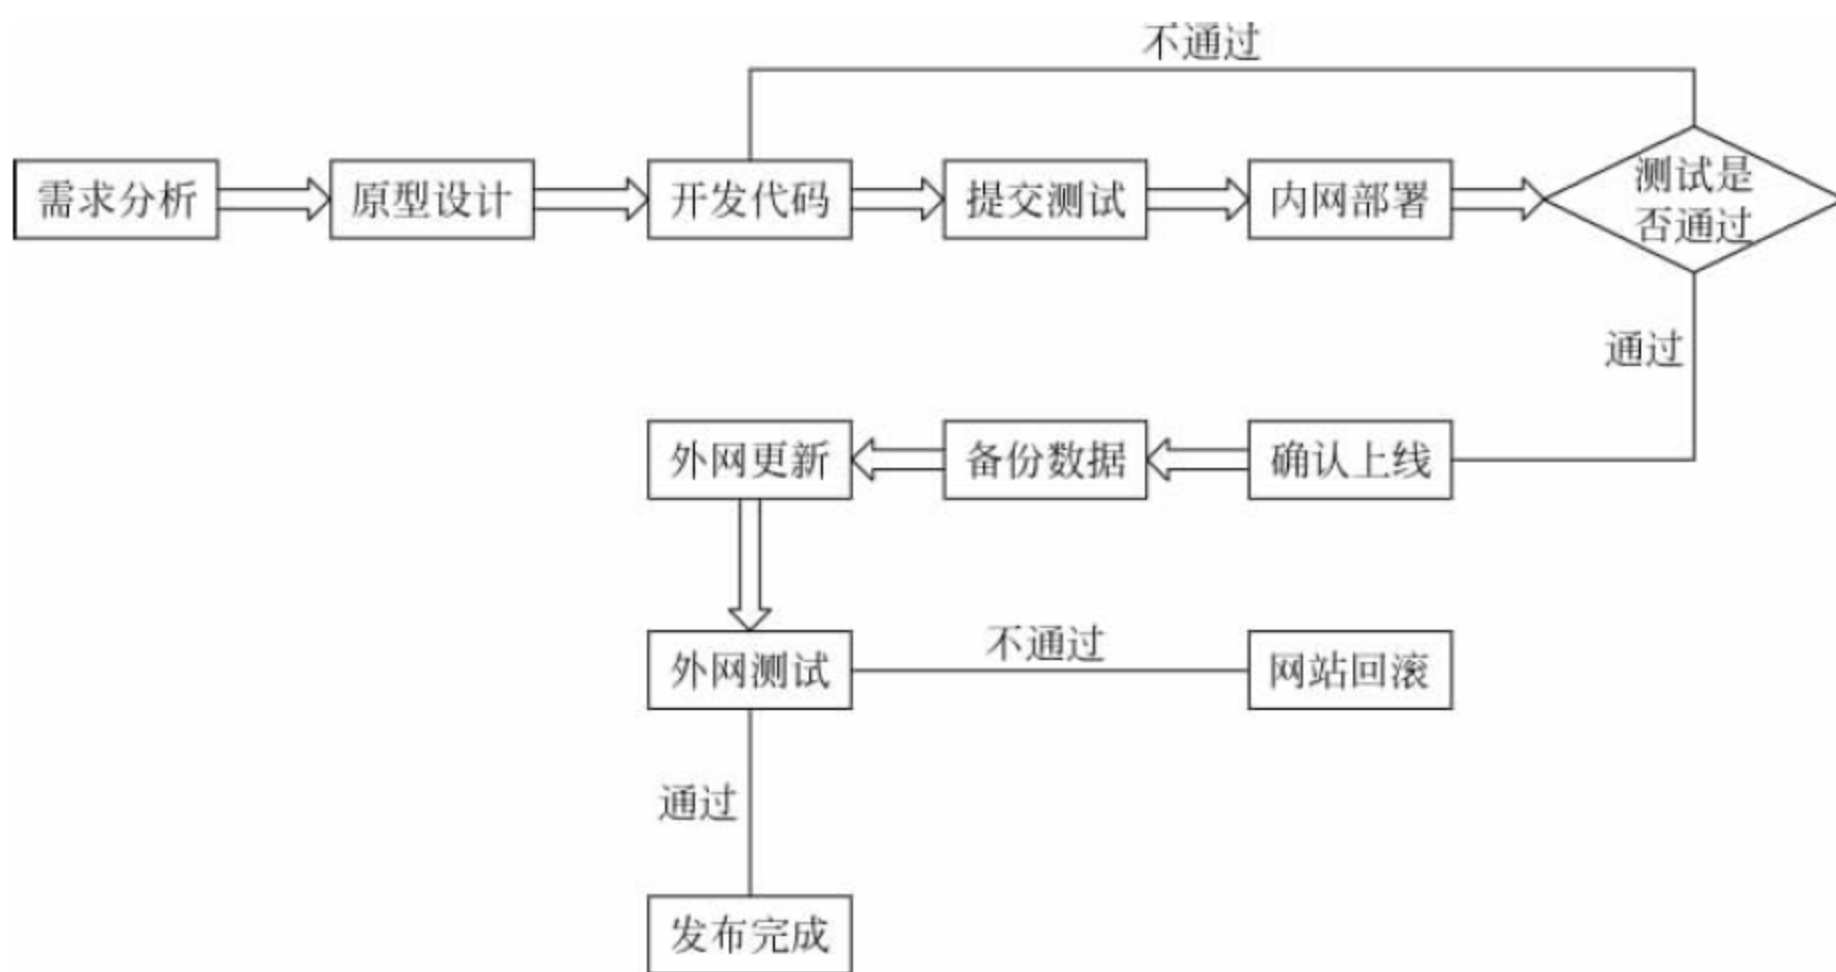 不通过
需求分析
原型设计
开发代码
提交测试
内网部署
测试是
否通过
通过
外网更新
备份数据
确认上线
外网测试
不通过
网站回滚
通过
发布完成